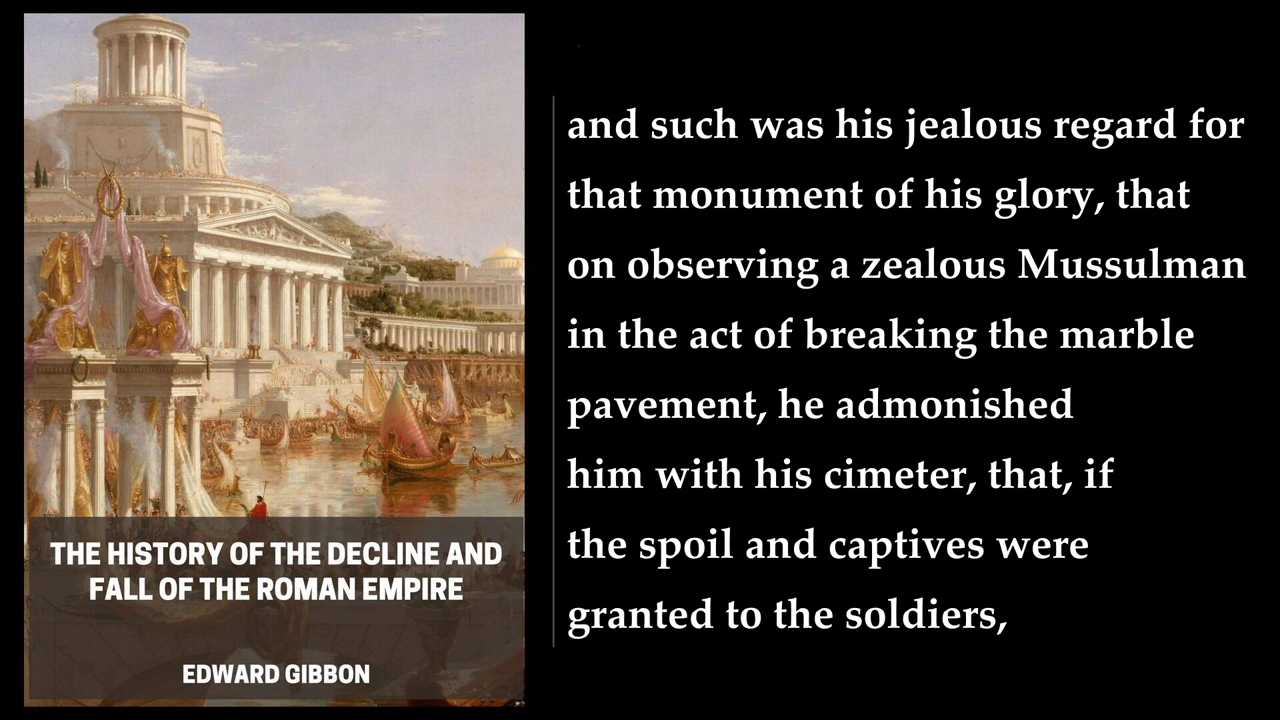 THE HISTORY OF THE DECLINE AND
FALL OF THE ROMAN EMPIRE
EDWARD GIBBON
and such was his jealous regard for
that monument of his glory, that
on observing a zealous Mussulman
in the act of breaking the marble
pavement, he admonished
him with his cimeter, that, if
the spoil and captives were
granted to the soldiers,